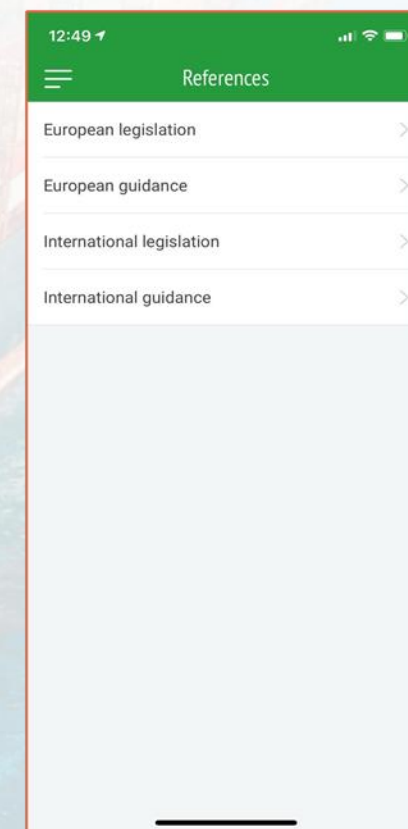 12:49
References
European legislation
European guidance
International legislation
International guidance